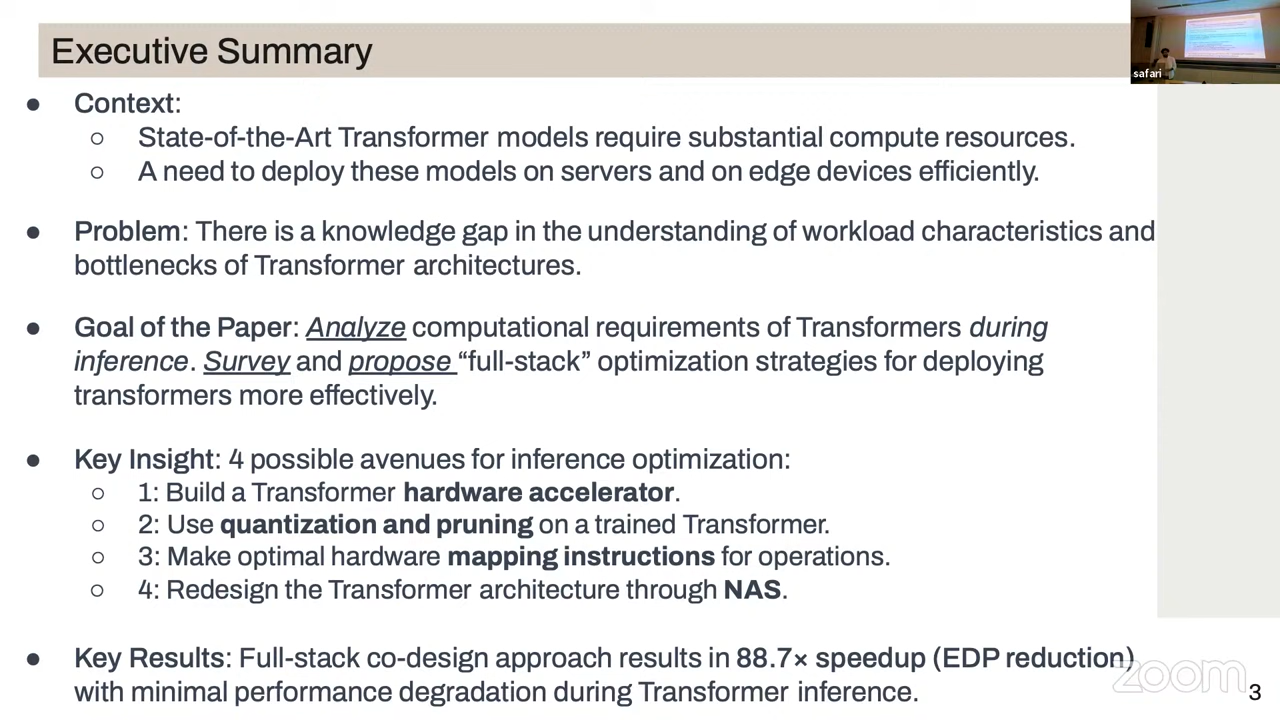 Executive Summary
safari
● Context:
○ State-of-the-Art Transformer models require substantial compute resources.
○ A need to deploy these models on servers and on edge devices efficiently.
● Problem: There is a knowledge gap in the understanding of workload characteristics and
bottlenecks of Transformer architectures.
● Goal of the Paper: Analyze computational requirements of Transformers during
inference. Survey and propose “full-stack” optimization strategies for deploying
transformers more effectively.
● Key Insight: 4 possible avenues for inference optimization:
○ 1: Build a Transformer hardware accelerator.
○ 2: Use quantization and pruning on a trained Transformer.
○ 3: Make optimal hardware mapping instructions for operations.
○ 4: Redesign the Transformer architecture through NAS.
● Key Results: Full-stack co-design approach results in 88.7× speedup (EDP reduction)
with minimal performance degradation during Transformer inference.
zoom
3